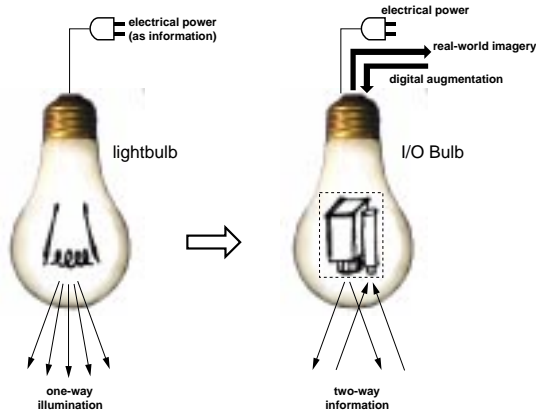 electrical power
(as information)
lightbulb
one-way
illumination
electrical power
real-world imagery
digital augmentation
I/O Bulb
two-way
information